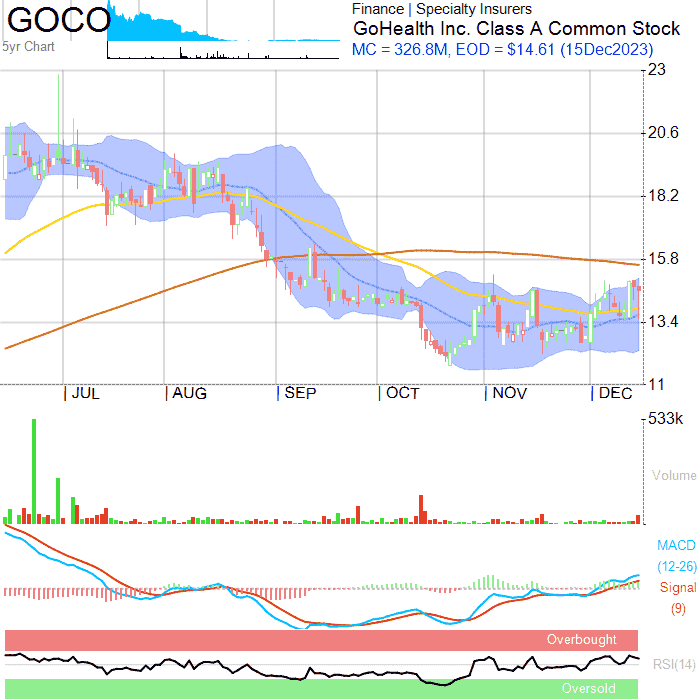 GOCO
5yr Chart
Finance | Specialty Insurers
GoHealth Inc. Class A Common Stock
MC = 326.8M, EOD = $14.61 (15Dec2023)
23
20.6
18.2
15.8
13.4
11
| JUL | AUG | SEP | OCT | NOV | DEC
533k
Volume
MACD
(12-26)
Signal
(9)
Overbought
RSI(14)
Oversold